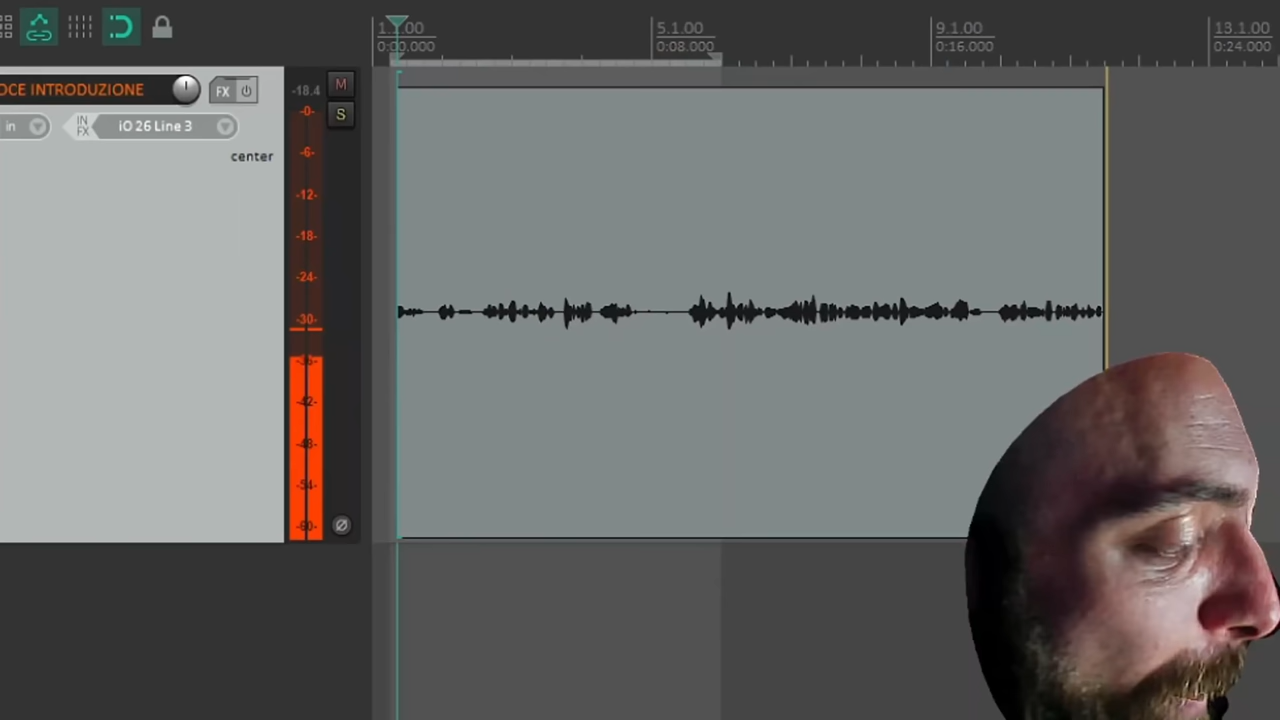 1.1.00
0:00.000
5.1.00
0:08.000
9.1.00
0:16.000
13.1.00
0:24.000
OCE INTRODUZIONE
FX
-18.4
M
S
in
IN
FX
iO 26 Line 3
center
-0-
-6-
-12-
-18-
-24-
-30-
-36-
-42-
-48-
-54-
-60-